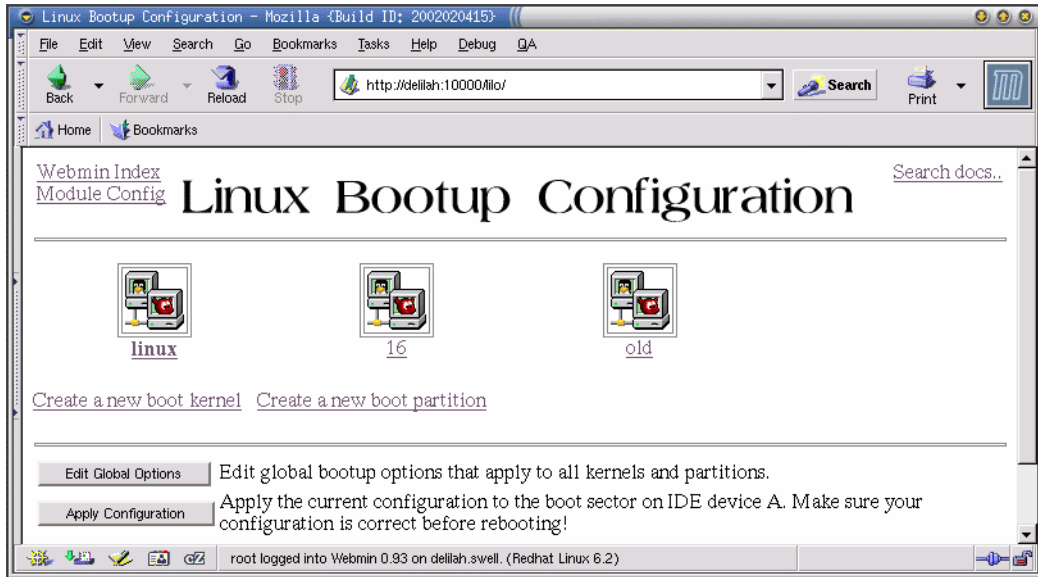 Linux Bootup Configuration - Mozilla {Build ID: 2002020415}
File Edit View Search Go Bookmarks Tasks Help Debug QA
Back Forward Reload Stop http://delilah:10000/lilo/ Search Print
Home Bookmarks
Webmin Index
Module Config
Linux Bootup Configuration
Search docs..
linux 16 old
Create a new boot kernel Create a new boot partition
Edit Global Options Edit global bootup options that apply to all kernels and partitions.
Apply Configuration Apply the current configuration to the boot sector on IDE device A. Make sure your
configuration is correct before rebooting!
root logged into Webmin 0.93 on delilah.swell. (Redhat Linux 6.2)